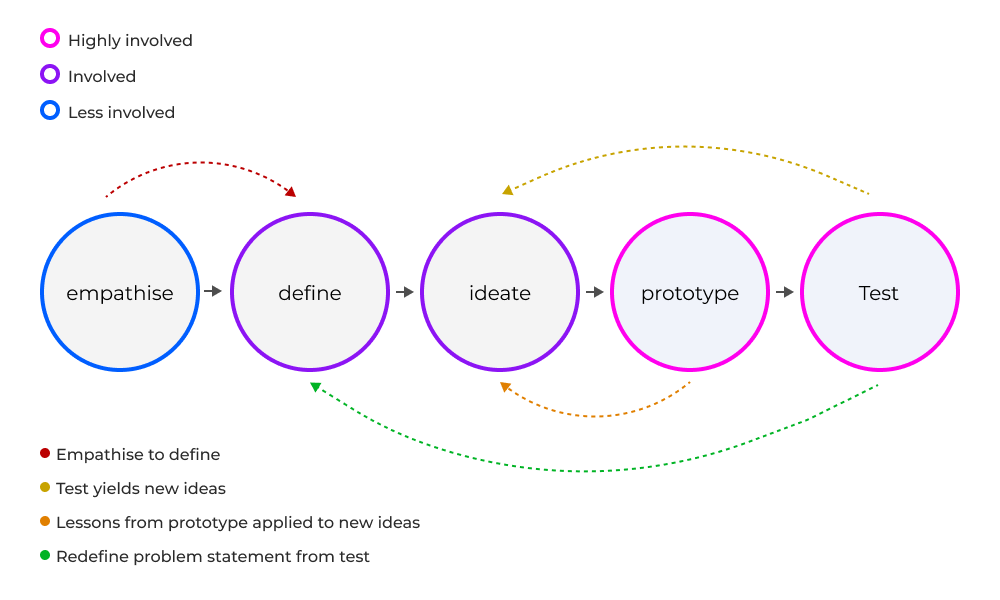 Highly involved
Involved
Less involved
empathise
define
ideate
prototype
Test
Empathise to define
Test yields new ideas
Lessons from prototype applied to new ideas
Redefine problem statement from test